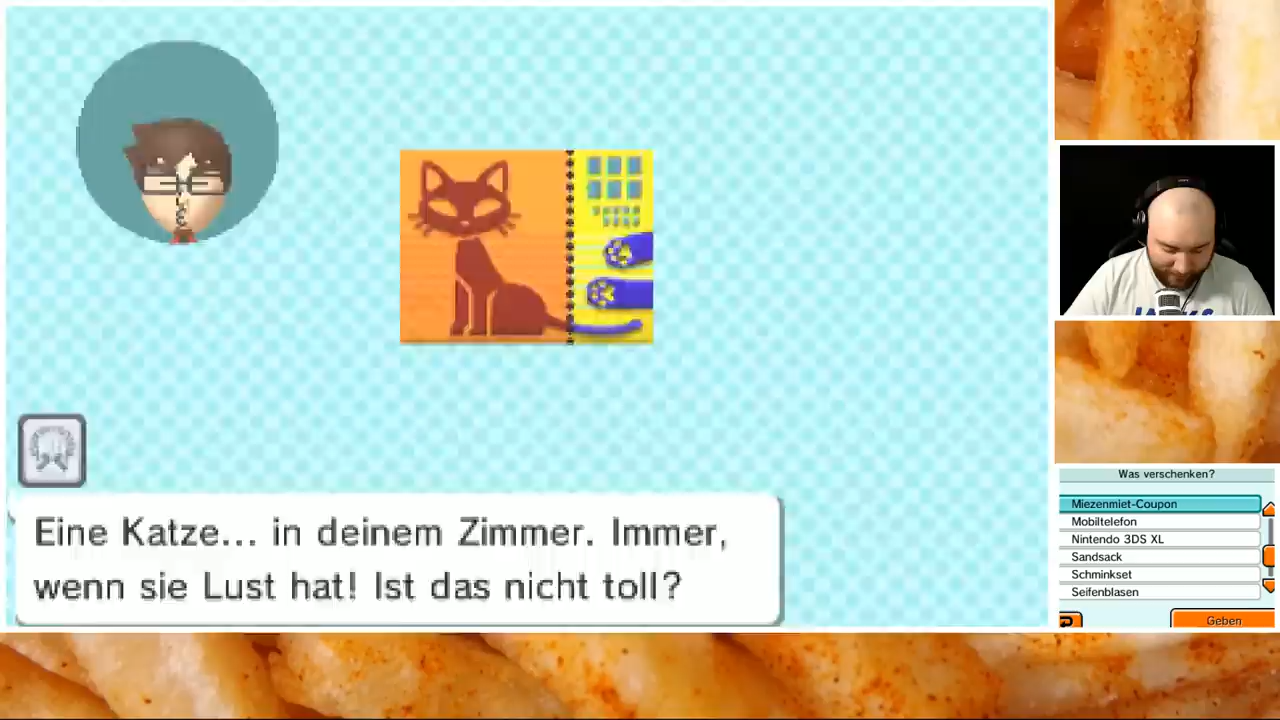 Eine Katze... in deinem Zimmer. Immer,
wenn sie Lust hat! Ist das nicht toll?
Was verschenken?
Miezenmiet-Coupon
Mobiltelefon
Nintendo 3DS XL
Sandsack
Schminkset
Seifenblasen
Geben